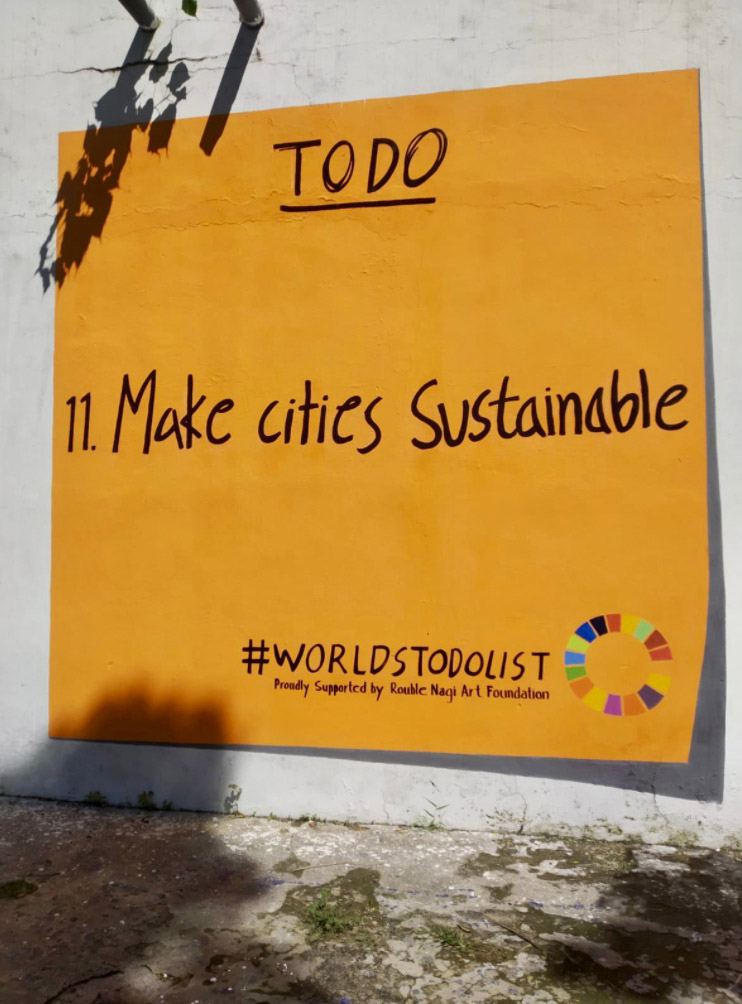 TODO
11. Make cities Sustainable
#WORLDSTODOLIST
Proudly Supported by Rouble Nagi Art Foundation